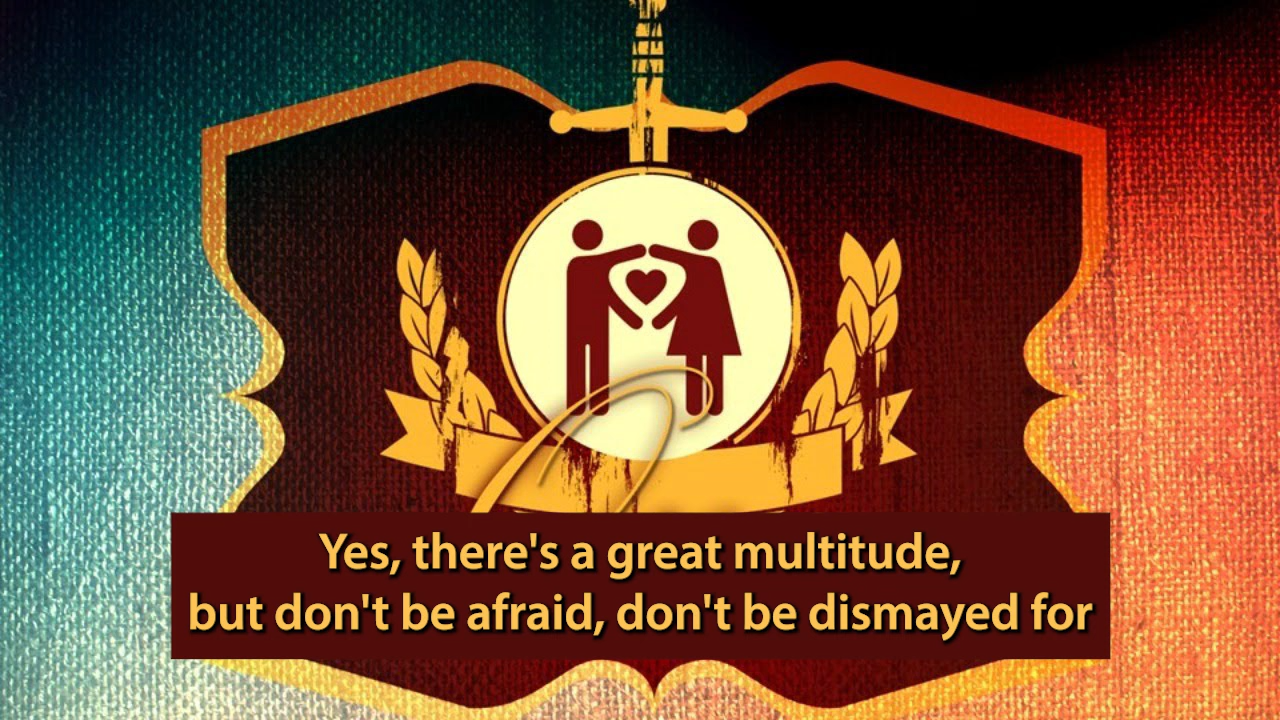 Yes, there's a great multitude,
but don't be afraid, don't be dismayed for